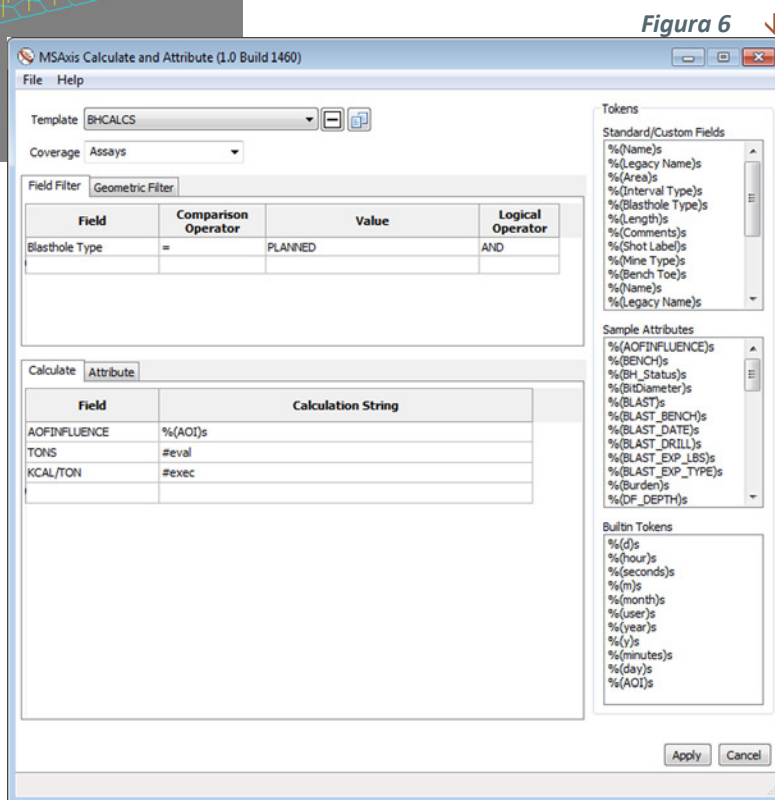 Figura 6
MSAxis Calculate and Attribute (1.0 Build 1460)
File Help
Template BHCALCS
Coverage Assays
Field Filter Geometric Filter
Field Comparison Operator Value Logical Operator
Blasthole Type = PLANNED AND
Calculate Attribute
Field Calculation String
AOFINFLUENCE %(AOI)s
TONS #eval
KCAL/TON #exec
Tokens
Standard/Custom Fields
%(Name)s
%(Legacy Name)s
%(Area)s
%(Interval Type)s
%(Blasthole Type)s
%(Length)s
%(Comments)s
%(Shot Label)s
%(Mine Type)s
%(Bench Toe)s
%(Name)s
%(Legacy Name)s
Sample Attributes
%(AOFINFLUENCE)s
%(BENCH)s
%(BH_Status)s
%(BitDiameter)s
%(BLAST)s
%(BLAST_BENCH)s
%(BLAST_DATE)s
%(BLAST_DRILL)s
%(BLAST_EXP_LBS)s
%(BLAST_EXP_TYPE)s
%(Burden)s
%(DF_DEPTH)s
Builtin Tokens
%(d)s
%(hour)s
%(seconds)s
%(m)s
%(month)s
%(user)s
%(year)s
%(y)s
%(minutes)s
%(day)s
%(AOI)s
Apply Cancel